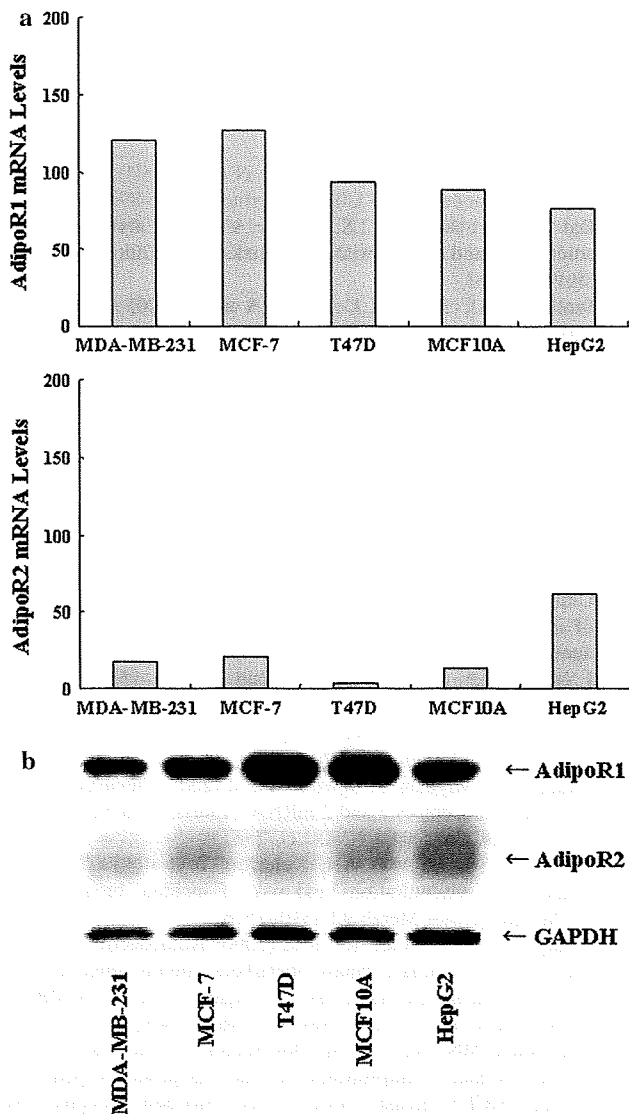 a
200
150
100
50
0
AdipoR1 mRNA Levels
MDA-MB-231 MCF-7 T47D MCF10A HepG2
200
150
100
50
0
AdipoR2 mRNA Levels
MDA-MB-231 MCF-7 T47D MCF10A HepG2
b
← AdipoR1
← AdipoR2
← GAPDH
MDA-MB-231
MCF-7
T47D
MCF10A
HepG2